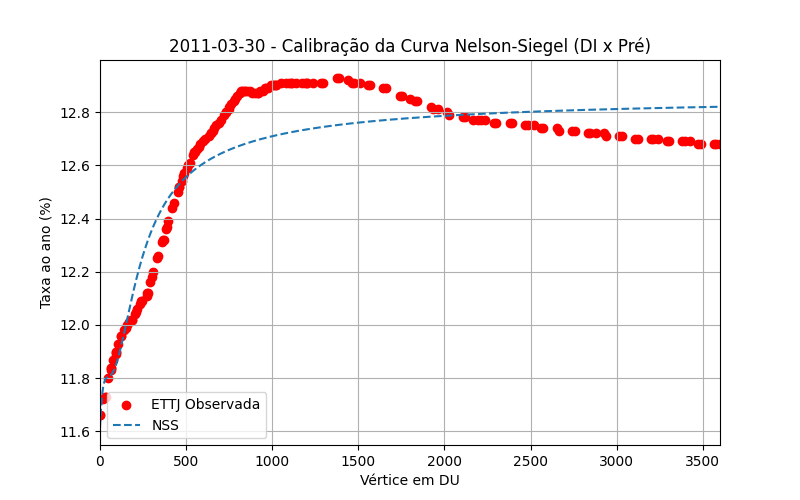 2011-03-30 - Calibração da Curva Nelson-Siegel (DI x Pré)
Taxa ao ano (%)
12.8
12.6
12.4
12.2
12.0
11.8
11.6
ETTJ Observada
NSS
0 500 1000 1500 2000 2500 3000 3500
Vértice em DU